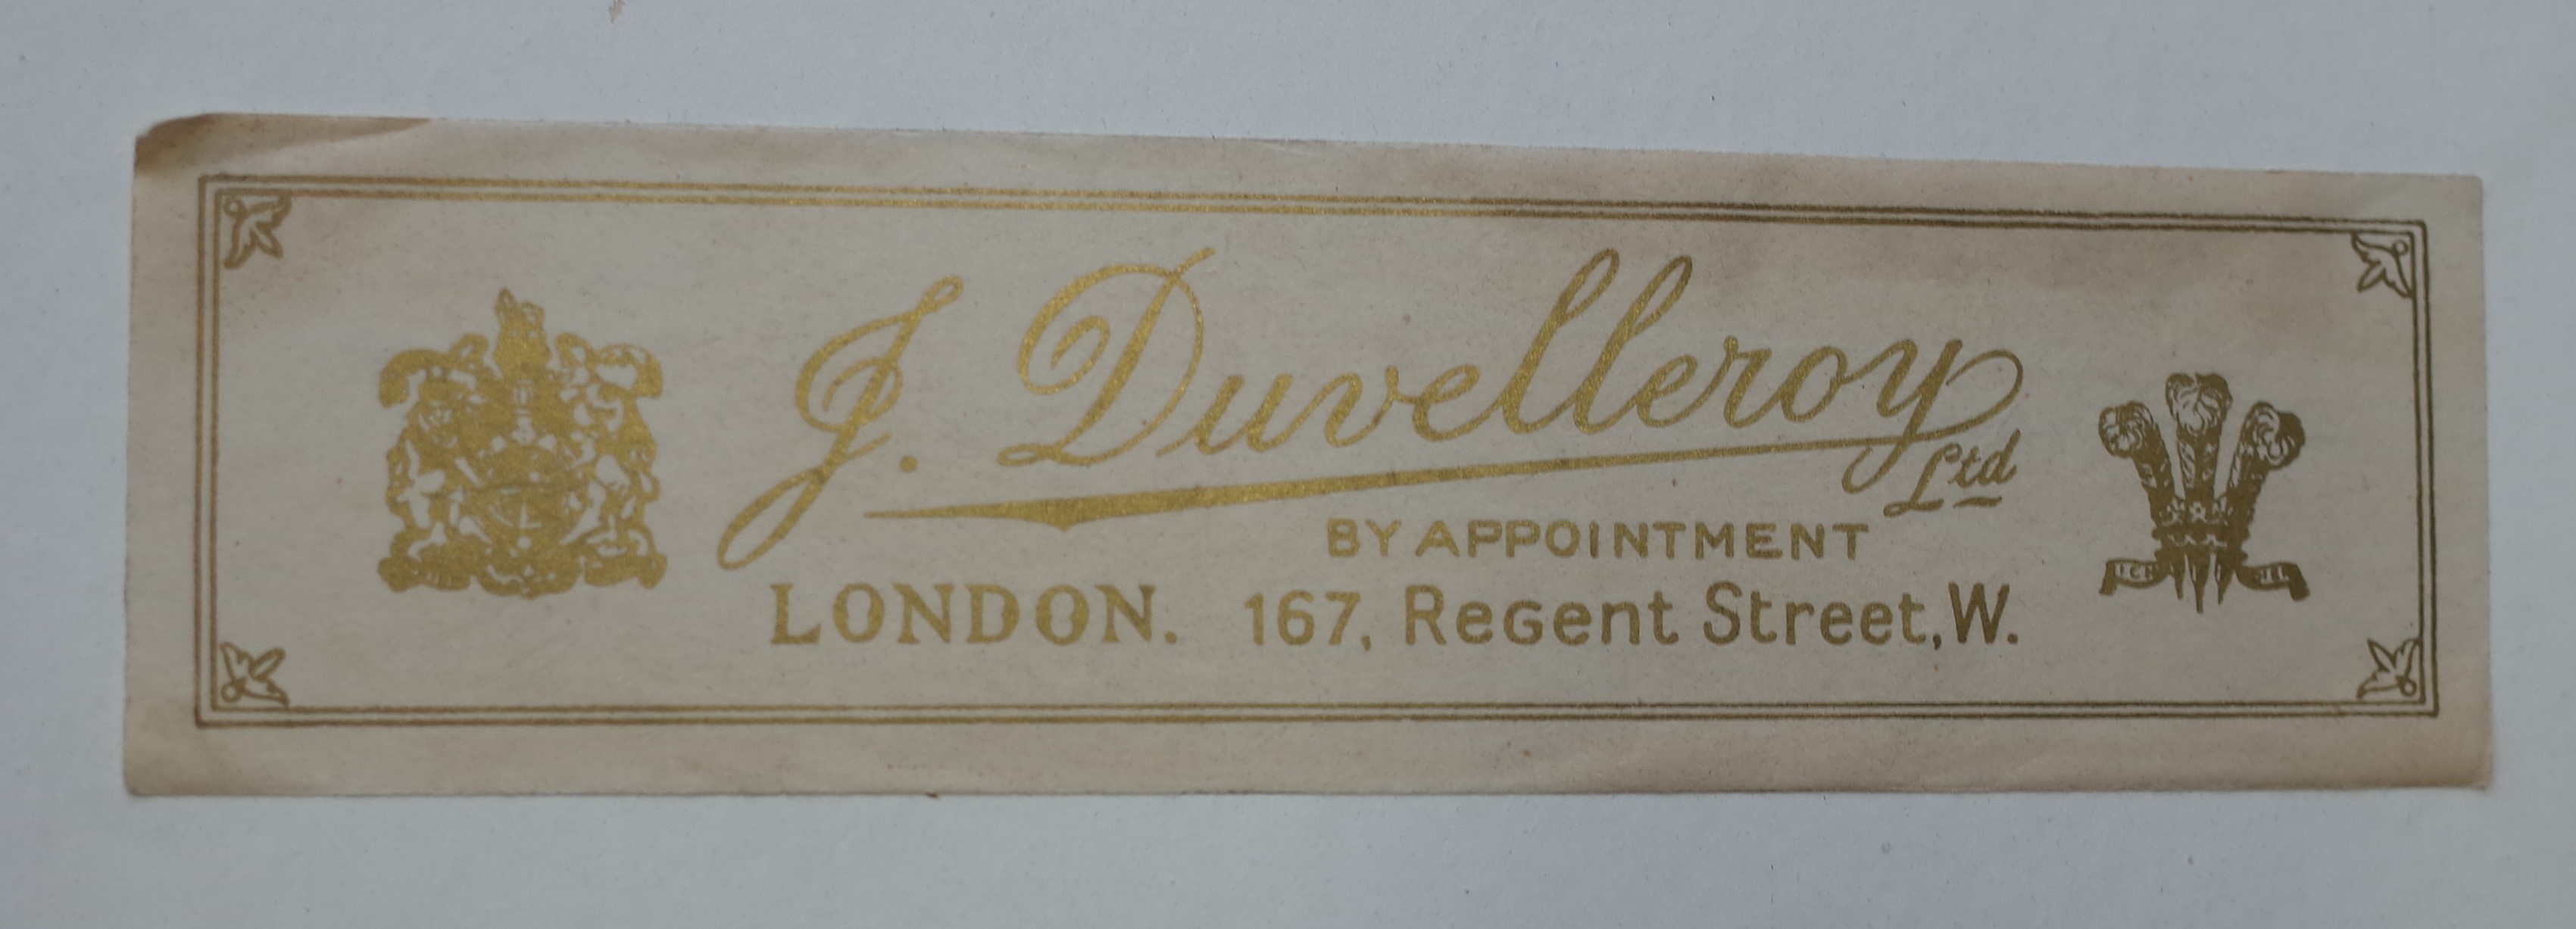 J. Duvelleroy
Ltd
BY APPOINTMENT
LONDON. 167, Regent Street, W.